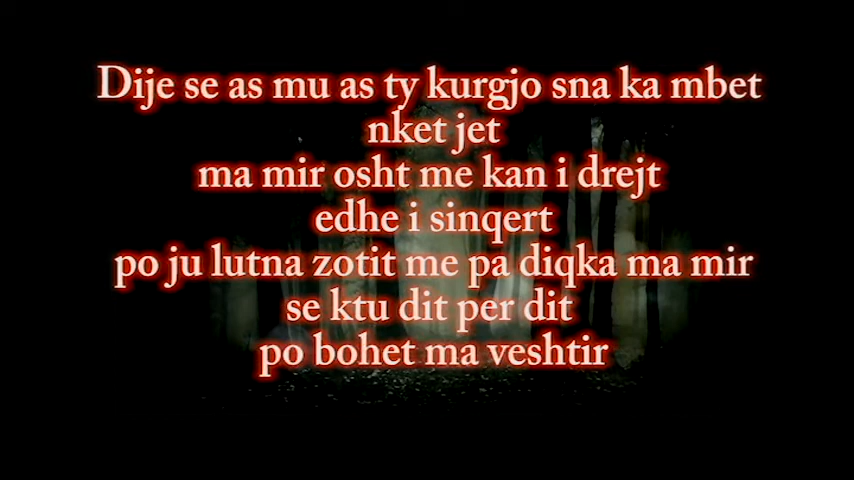 Dije se as mu as ty kurgjo sna ka mbet
nket jet
ma mir osht me kan i drejt
edhe i sinqert
po ju lutna zotit me pa diqka ma mir
se ktu dit per dit
po bohet ma veshtir